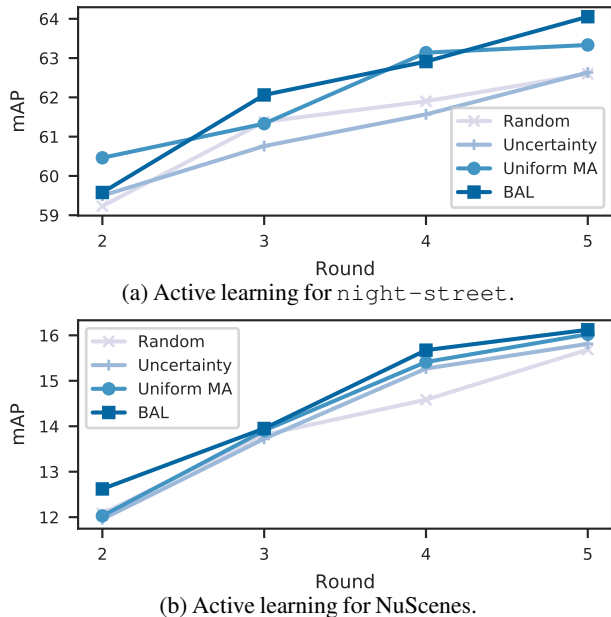 64
63
62
61
60
59
mAP
Random
Uncertainty
Uniform MA
BAL
2 3 4 5
Round
(a) Active learning for night-street.
16
15
14
13
12
mAP
Random
Uncertainty
Uniform MA
BAL
2 3 4 5
Round
(b) Active learning for NuScenes.